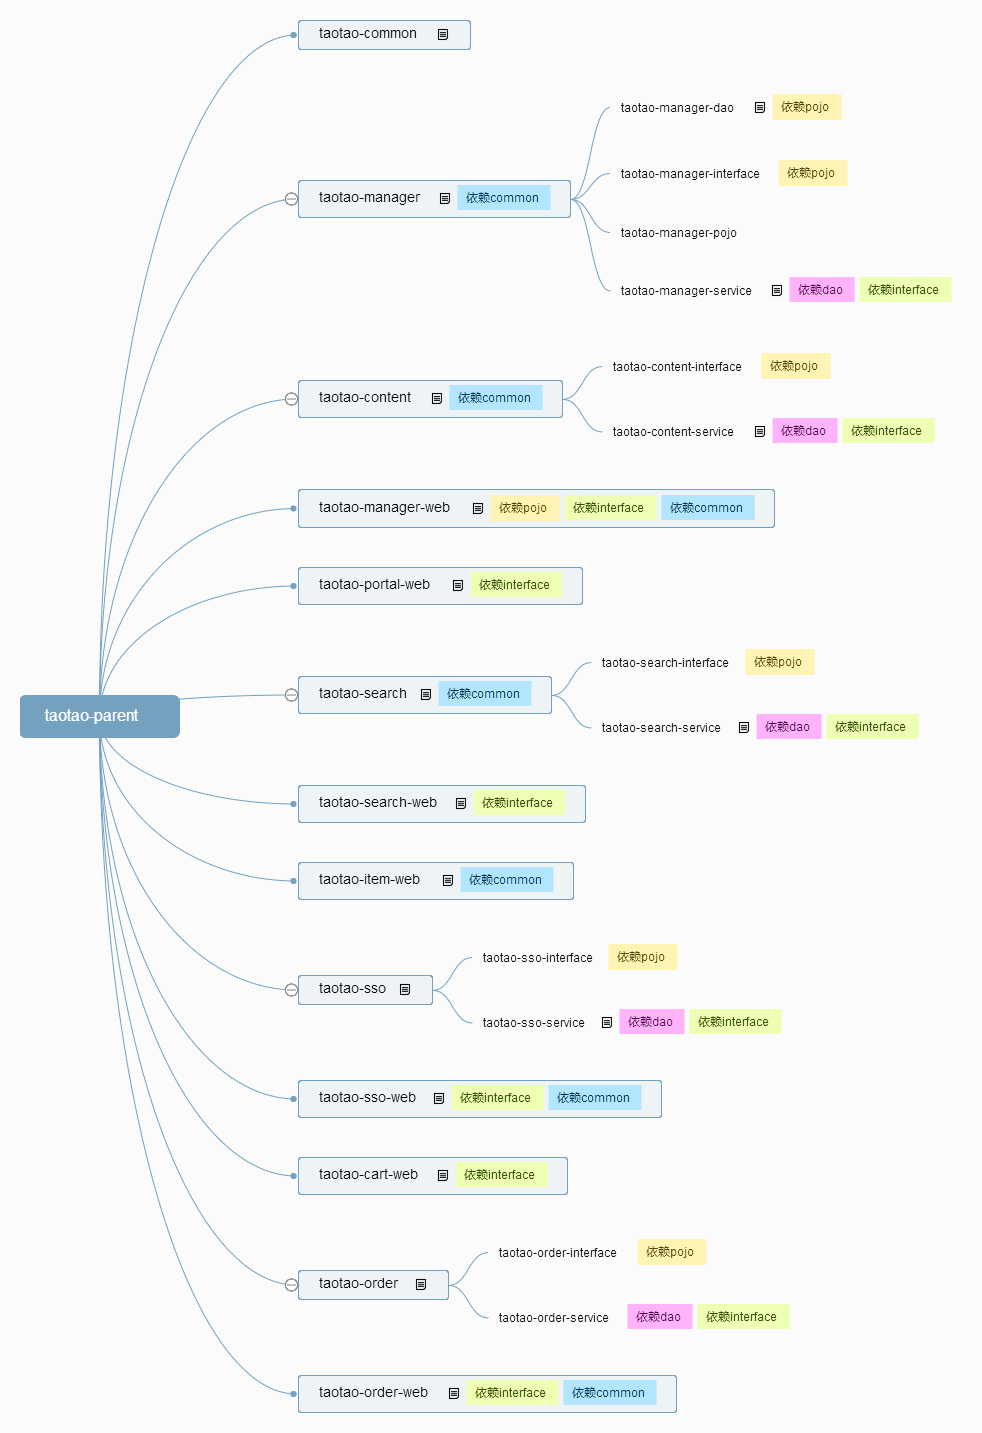 taotao-parent
taotao-common
taotao-manager 依赖common
taotao-manager-dao 依赖pojo
taotao-manager-interface 依赖pojo
taotao-manager-pojo
taotao-manager-service 依赖dao 依赖interface
taotao-content 依赖common
taotao-content-interface 依赖pojo
taotao-content-service 依赖dao 依赖interface
taotao-manager-web 依赖pojo 依赖interface 依赖common
taotao-portal-web 依赖interface
taotao-search 依赖common
taotao-search-interface 依赖pojo
taotao-search-service 依赖dao 依赖interface
taotao-search-web 依赖interface
taotao-item-web 依赖common
taotao-sso
taotao-sso-interface 依赖pojo
taotao-sso-service 依赖dao 依赖interface
taotao-sso-web 依赖interface 依赖common
taotao-cart-web 依赖interface
taotao-order
taotao-order-interface 依赖pojo
taotao-order-service 依赖dao 依赖interface
taotao-order-web 依赖interface 依赖common